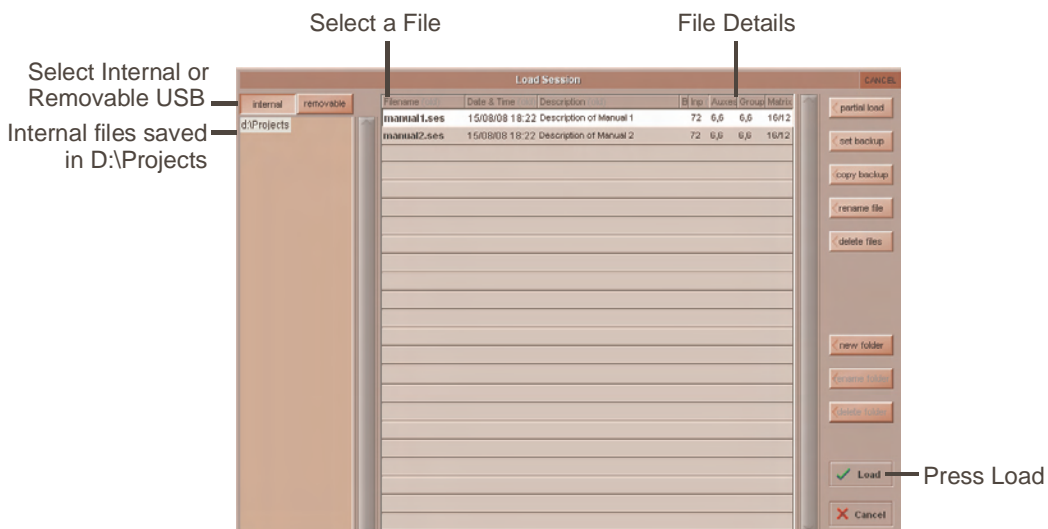 Select a File
File Details
Select Internal or
Removable USB
Internal files saved
in D:\Projects
Press Load
Load Session
CANCEL
internal
removable
d:\Projects
Filename
Date & Time
Description
B Inp Auxes Group Matrix
manual1.ses 15/08/08 18:22 Description of Manual 1 72 6,6 6,6 16/12
manual2.ses 15/08/08 18:22 Description of Manual 2 72 6,6 6,6 16/12
partial load
set backup
copy backup
rename file
delete files
new folder
rename folder
delete folder
Load
Cancel